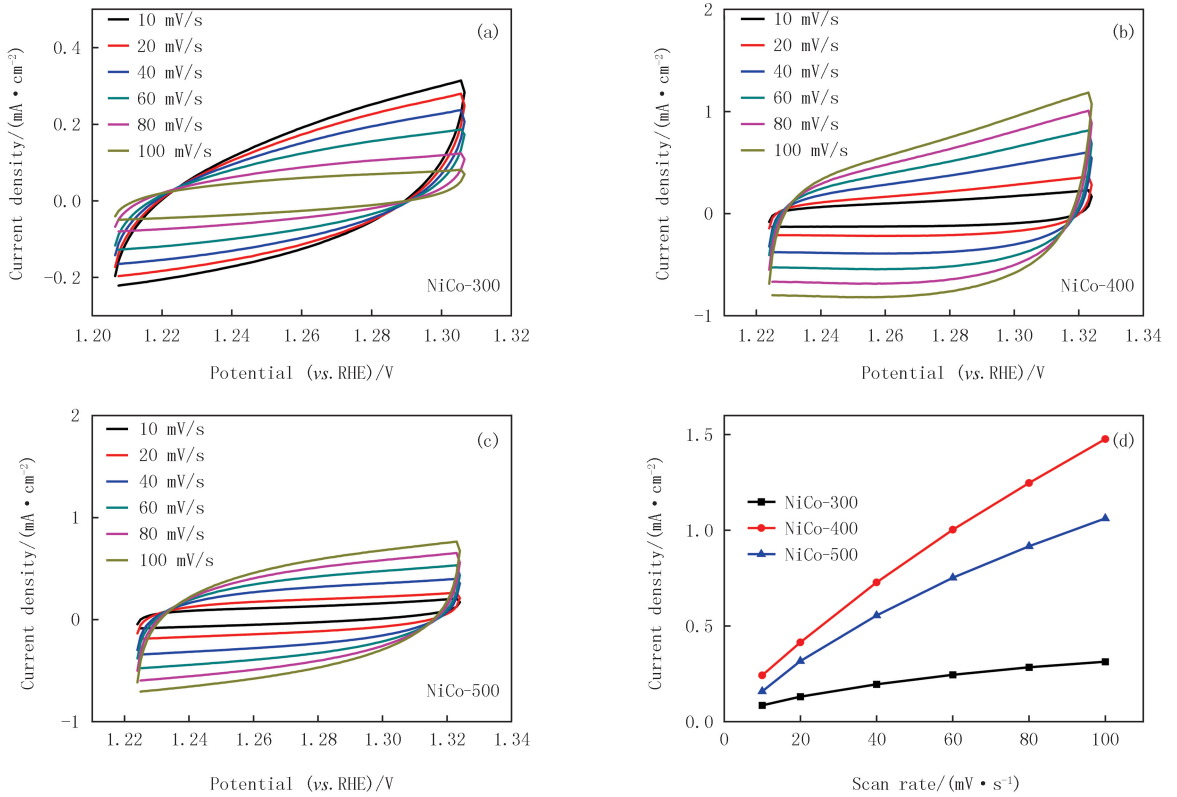 (a)
10 mV/s
20 mV/s
40 mV/s
60 mV/s
80 mV/s
100 mV/s
0.4
0.2
0.0
-0.2
Current density/(mA·cm⁻²)
NiCo-300
1.20
1.22
1.24
1.26
1.28
1.30
1.32
Potential (vs.RHE)/V
(b)
10 mV/s
20 mV/s
40 mV/s
60 mV/s
80 mV/s
100 mV/s
2
1
0
-1
Current density/(mA·cm⁻²)
NiCo-400
1.22
1.24
1.26
1.28
1.30
1.32
1.34
Potential (vs.RHE)/V
(c)
10 mV/s
20 mV/s
40 mV/s
60 mV/s
80 mV/s
100 mV/s
2
1
0
-1
Current density/(mA·cm⁻²)
NiCo-500
1.22
1.24
1.26
1.28
1.30
1.32
1.34
Potential (vs.RHE)/V
(d)
1.5
1.0
0.5
0.0
Current density/(mA·cm⁻²)
NiCo-300
NiCo-400
NiCo-500
0
20
40
60
80
100
Scan rate/(mV·s⁻¹)